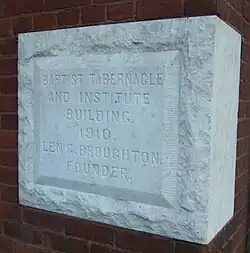 BAPTIST TABERNACLE
AND INSTITUTE
BUILDING.
1910.
LEN G. BROUGHTON.
FOUNDER.